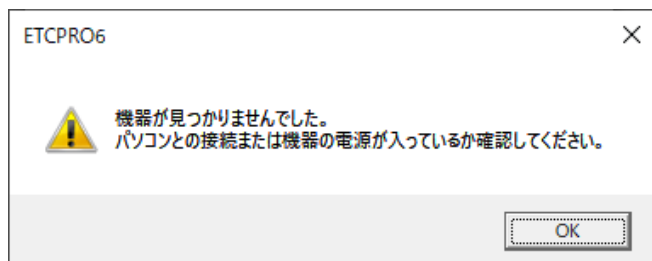 ETCPRO6
機器が見つかりませんでした。
パソコンとの接続または機器の電源が入っているか確認してください。
OK